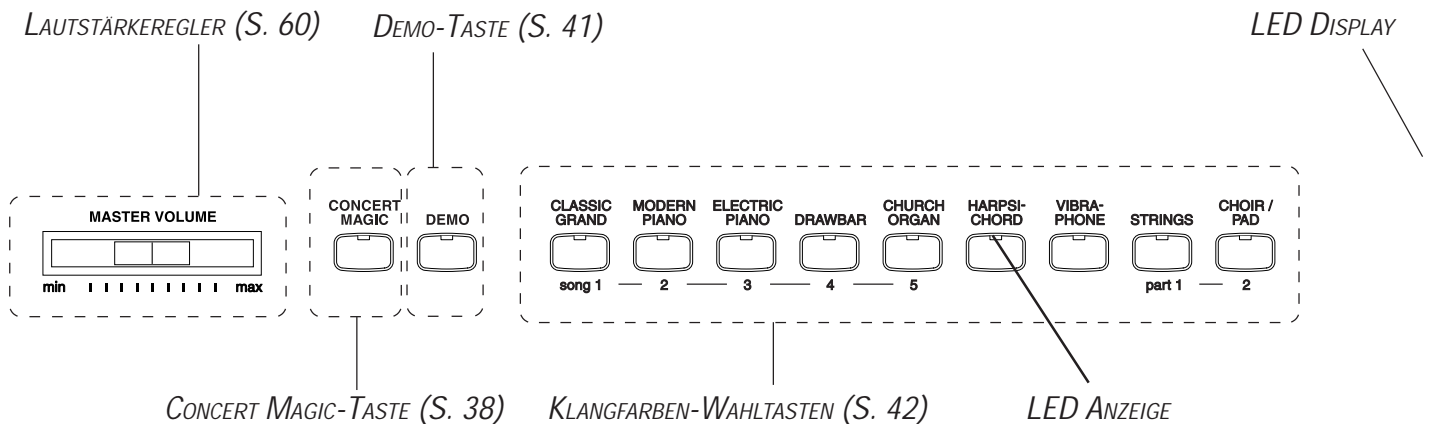 LAUTSTÄRKEREGLER (S. 60)
DEMO-TASTE (S. 41)
LED DISPLAY
MASTER VOLUME
min
max
CONCERT
MAGIC
DEMO
CLASSIC
GRAND
MODERN
PIANO
ELECTRIC
PIANO
DRAWBAR
CHURCH
ORGAN
HARPSI-
CHORD
VIBRA-
PHONE
STRINGS
CHOIR /
PAD
song 1 — 2 — 3 — 4 — 5
part 1 — 2
CONCERT MAGIC-TASTE (S. 38)
KLANGFARBEN-WAHLTASTEN (S. 42)
LED ANZEIGE